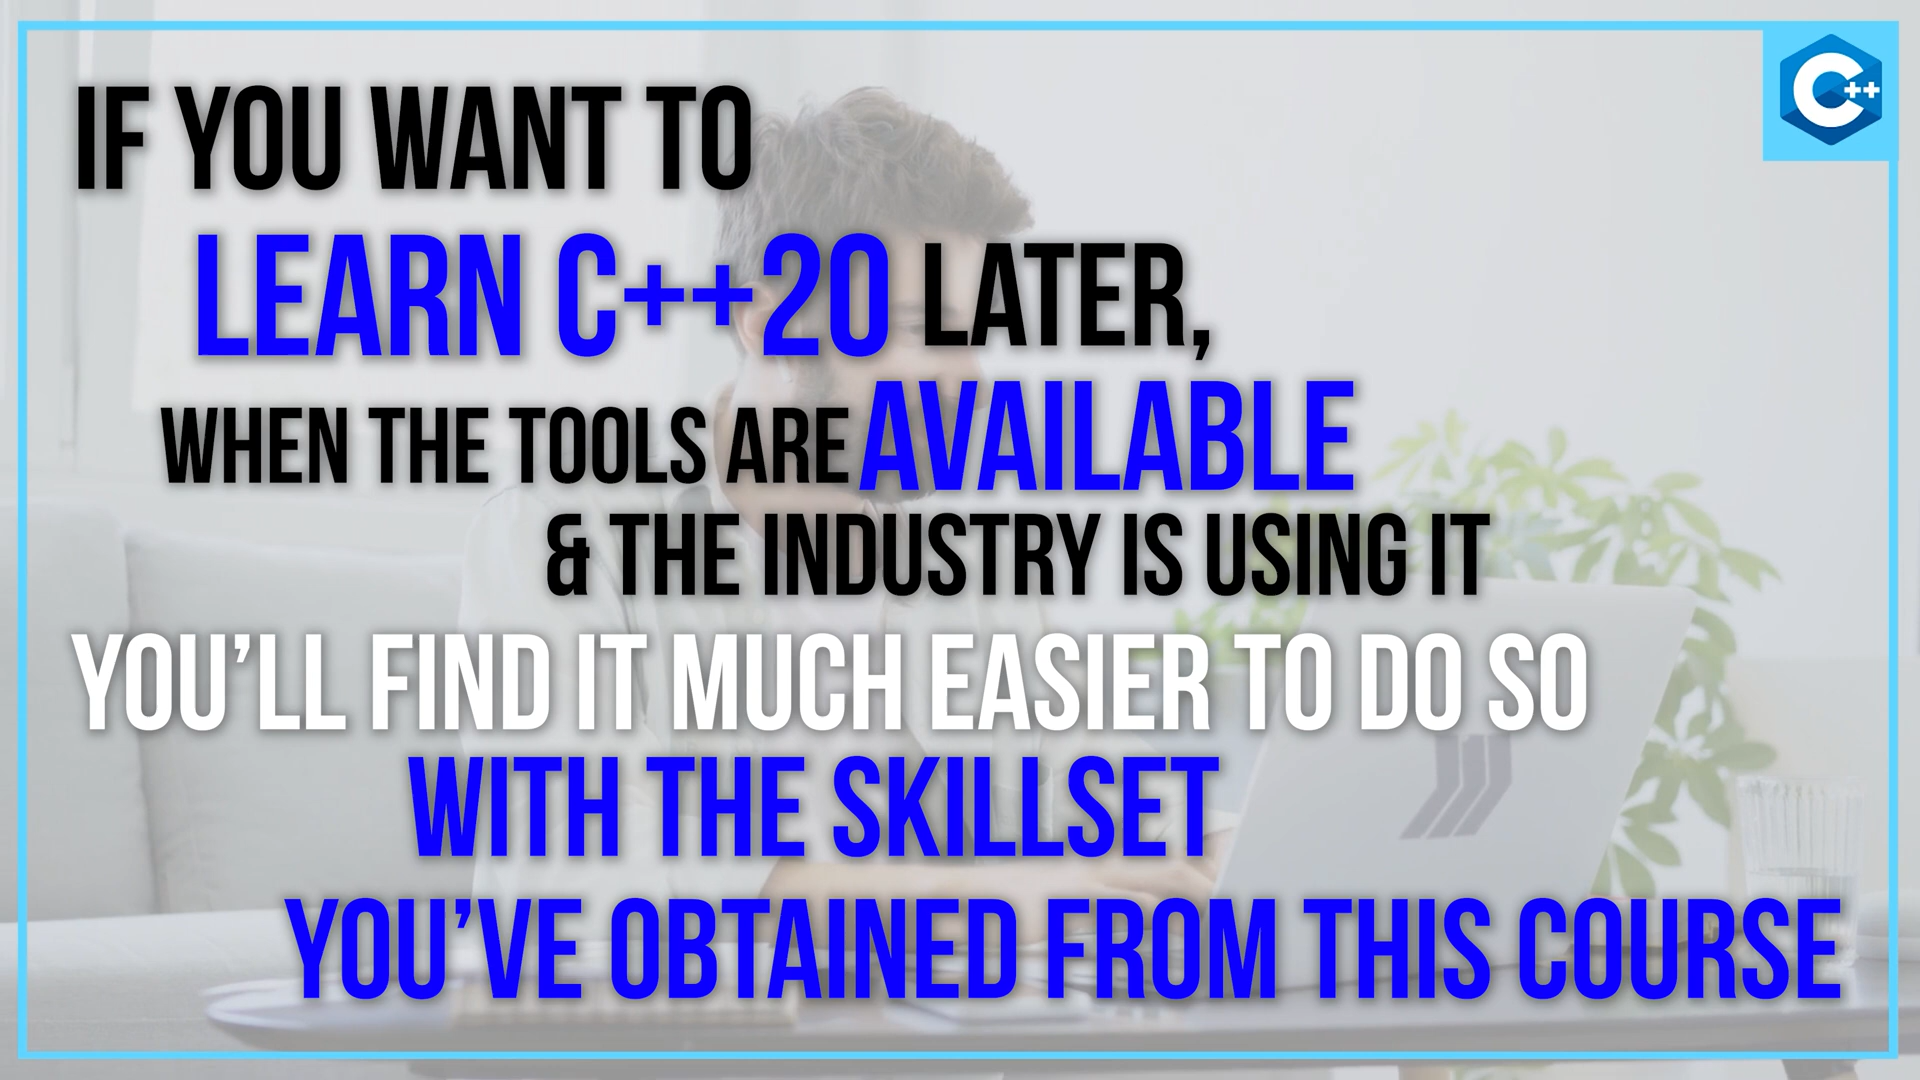 C++
IF YOU WANT TO
LEARN C++20 LATER,
WHEN THE TOOLS ARE AVAILABLE
& THE INDUSTRY IS USING IT
YOU'LL FIND IT MUCH EASIER TO DO SO
WITH THE SKILLSET
YOU'VE OBTAINED FROM THIS COURSE